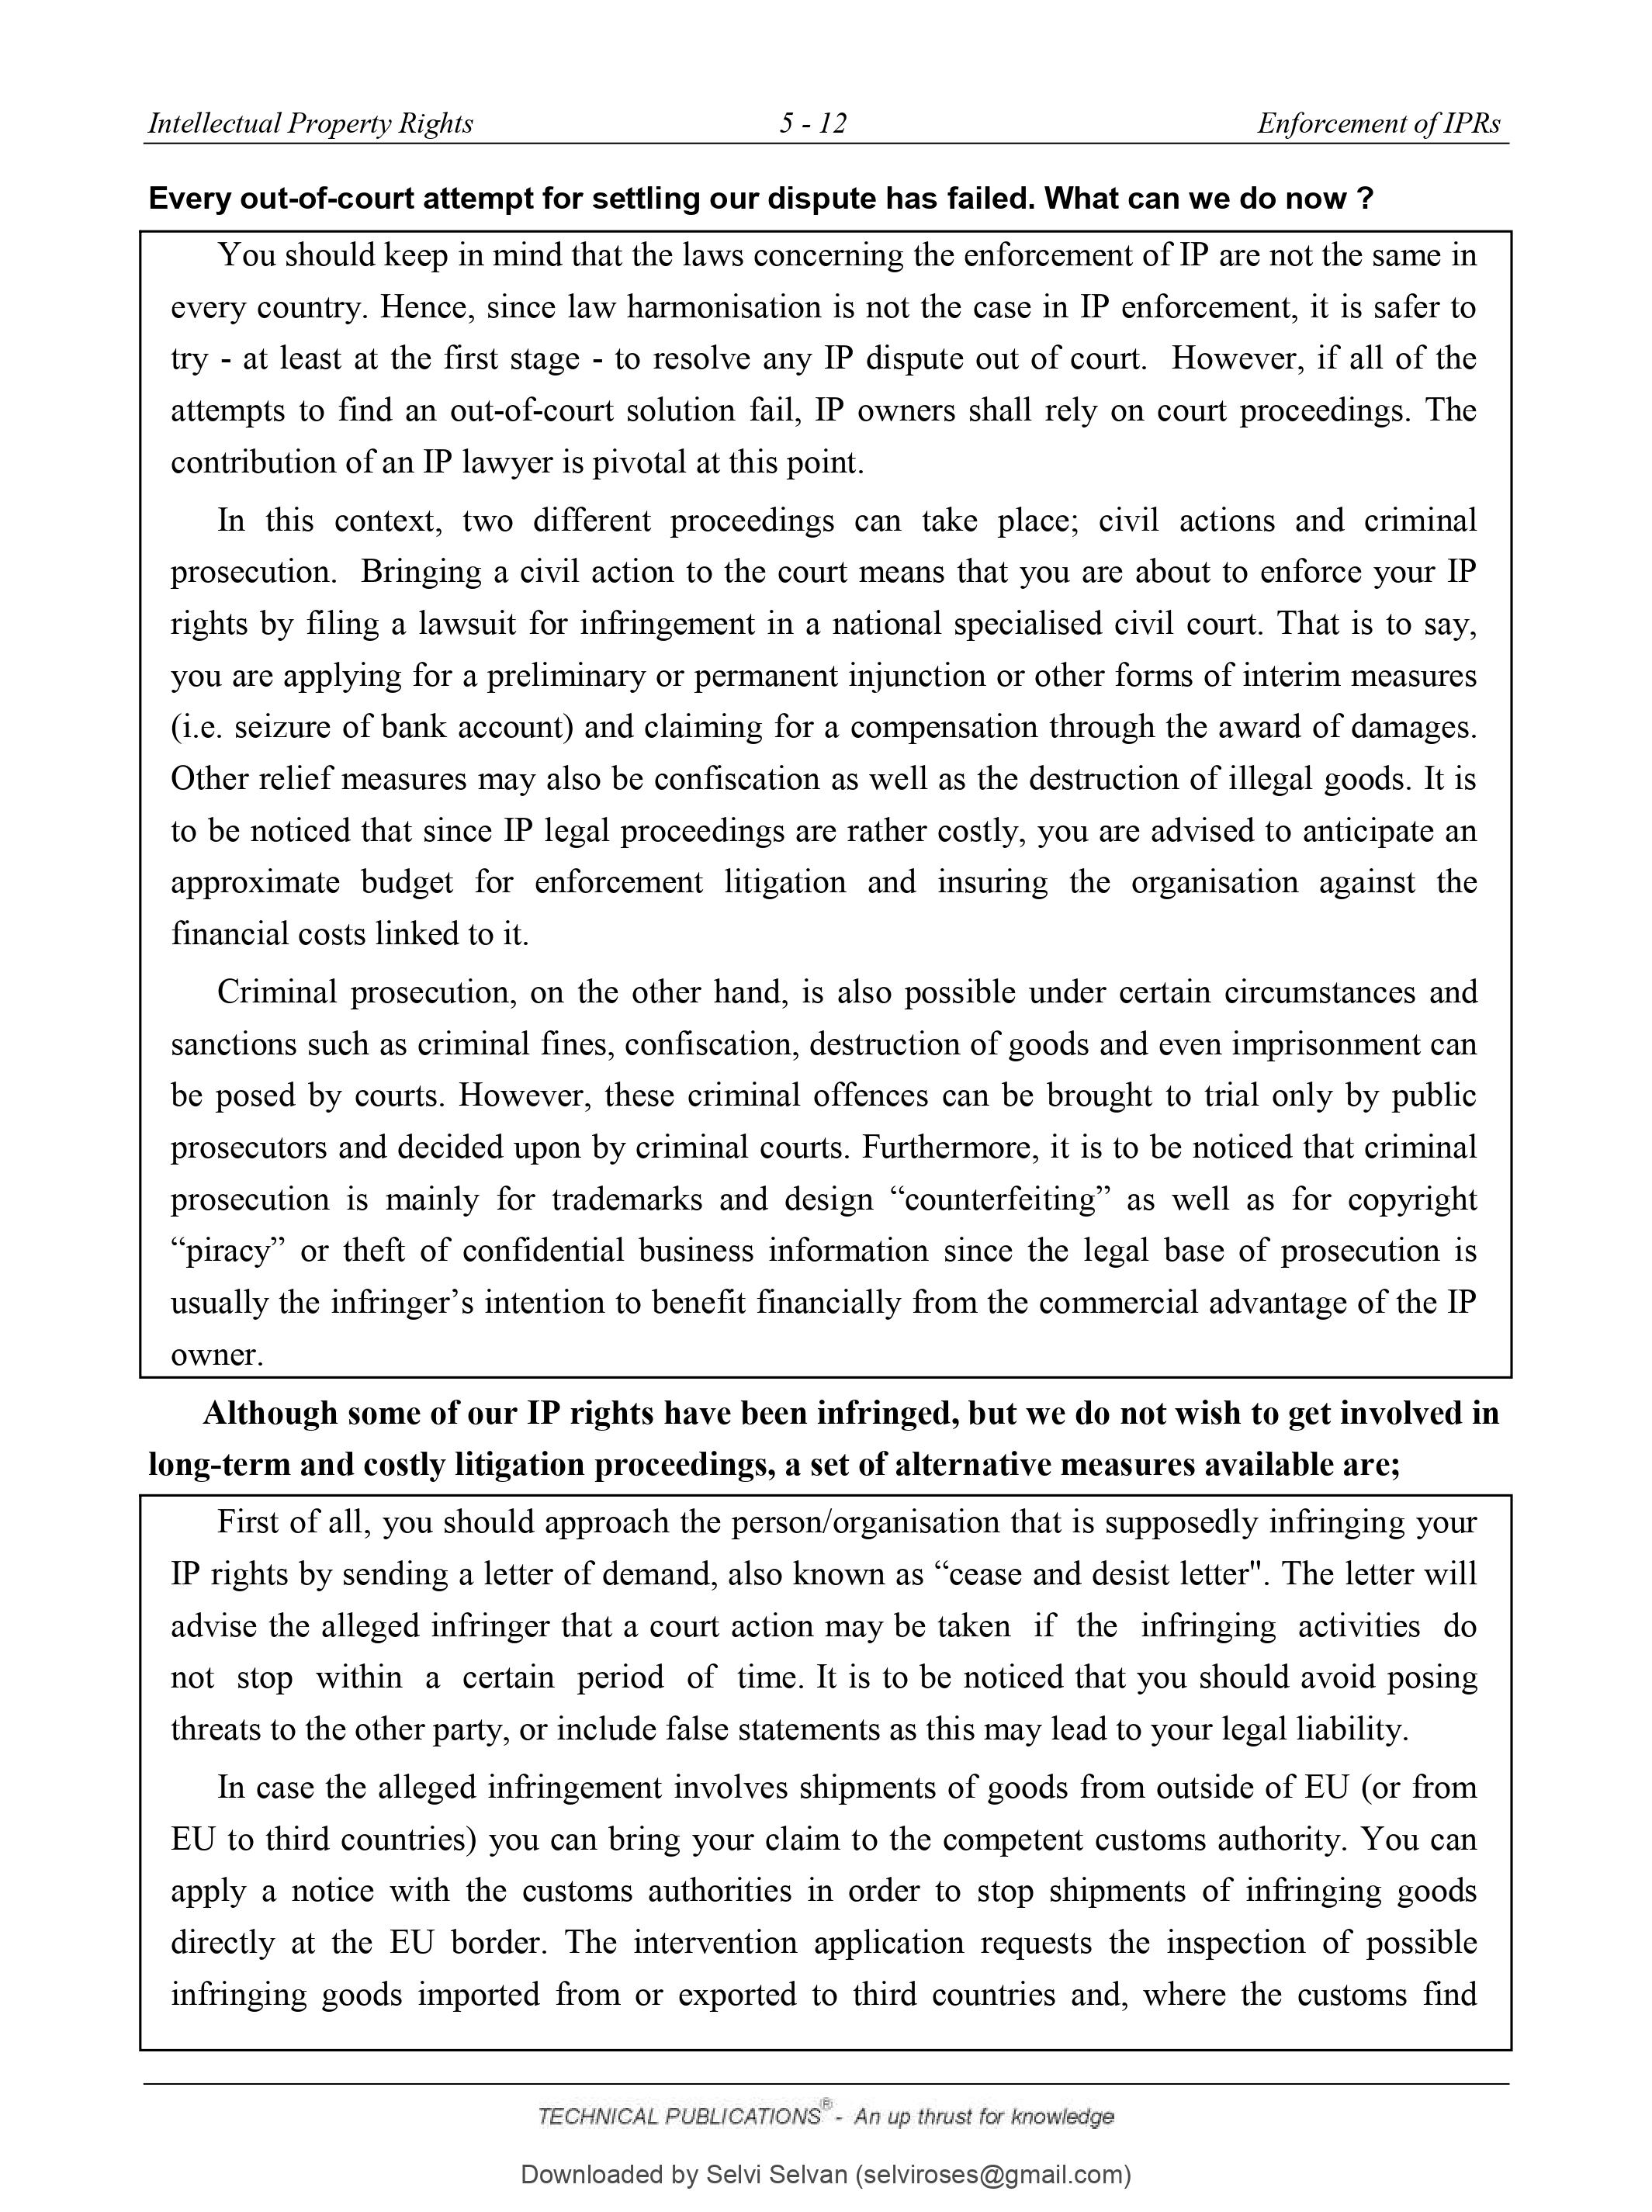 Intellectual Property Rights 5 - 12 Enforcement of IPRs
Every out-of-court attempt for settling our dispute has failed. What can we do now ?
You should keep in mind that the laws concerning the enforcement of IP are not the same in
every country. Hence, since law harmonisation is not the case in IP enforcement, it is safer to
try - at least at the first stage - to resolve any IP dispute out of court. However, if all of the
attempts to find an out-of-court solution fail, IP owners shall rely on court proceedings. The
contribution of an IP lawyer is pivotal at this point.
In this context, two different proceedings can take place; civil actions and criminal
prosecution. Bringing a civil action to the court means that you are about to enforce your IP
rights by filing a lawsuit for infringement in a national specialised civil court. That is to say,
you are applying for a preliminary or permanent injunction or other forms of interim measures
(i.e. seizure of bank account) and claiming for a compensation through the award of damages.
Other relief measures may also be confiscation as well as the destruction of illegal goods. It is
to be noticed that since IP legal proceedings are rather costly, you are advised to anticipate an
approximate budget for enforcement litigation and insuring the organisation against the
financial costs linked to it.
Criminal prosecution, on the other hand, is also possible under certain circumstances and
sanctions such as criminal fines, confiscation, destruction of goods and even imprisonment can
be posed by courts. However, these criminal offences can be brought to trial only by public
prosecutors and decided upon by criminal courts. Furthermore, it is to be noticed that criminal
prosecution is mainly for trademarks and design “counterfeiting” as well as for copyright
“piracy” or theft of confidential business information since the legal base of prosecution is
usually the infringer’s intention to benefit financially from the commercial advantage of the IP
owner.
Although some of our IP rights have been infringed, but we do not wish to get involved in
long-term and costly litigation proceedings, a set of alternative measures available are;
First of all, you should approach the person/organisation that is supposedly infringing your
IP rights by sending a letter of demand, also known as “cease and desist letter". The letter will
advise the alleged infringer that a court action may be taken if the infringing activities do
not stop within a certain period of time. It is to be noticed that you should avoid posing
threats to the other party, or include false statements as this may lead to your legal liability.
In case the alleged infringement involves shipments of goods from outside of EU (or from
EU to third countries) you can bring your claim to the competent customs authority. You can
apply a notice with the customs authorities in order to stop shipments of infringing goods
directly at the EU border. The intervention application requests the inspection of possible
infringing goods imported from or exported to third countries and, where the customs find
TECHNICAL PUBLICATIONS® - An up thrust for knowledge
Downloaded by Selvi Selvan (selviroses@gmail.com)